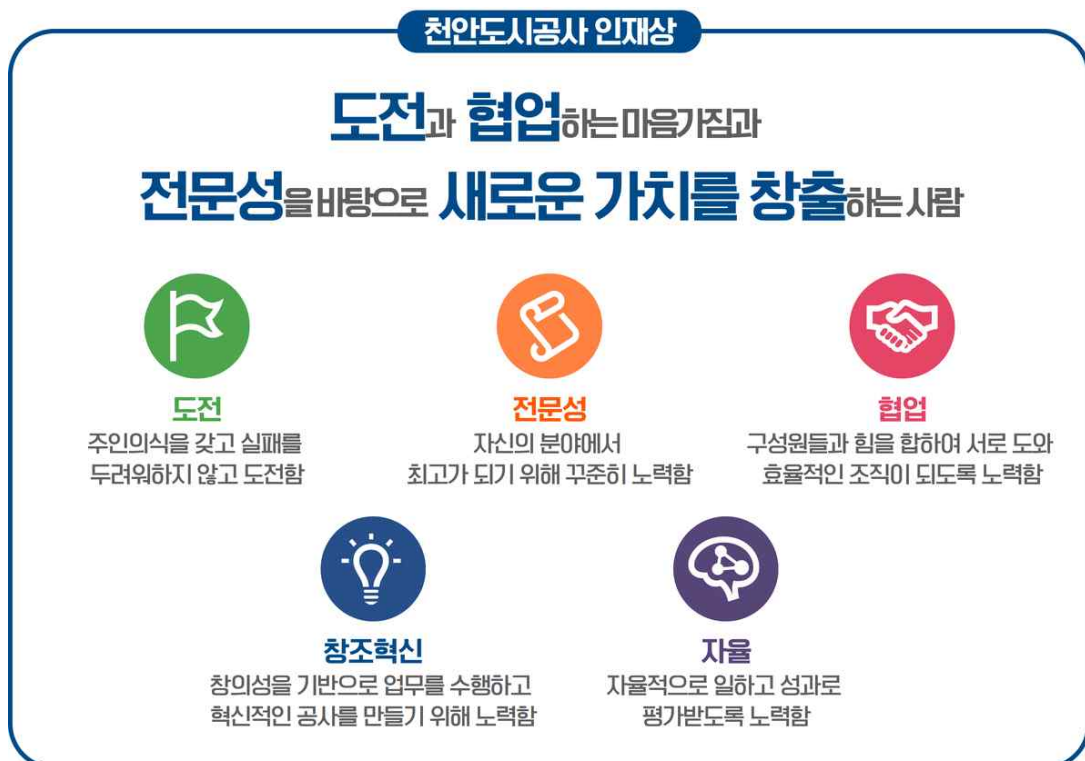 천안도시공사 인재상
도전과 협업하는 마음가짐과
전문성을 바탕으로 새로운 가치를 창출하는 사람
도전
주인의식을 갖고 실패를
두려워하지 않고 도전함
전문성
자신의 분야에서
최고가 되기 위해 꾸준히 노력함
협업
구성원들과 힘을 합하여 서로 도와
효율적인 조직이 되도록 노력함
창조혁신
창의성을 기반으로 업무를 수행하고
혁신적인 공사를 만들기 위해 노력함
자율
자율적으로 일하고 성과로
평가받도록 노력함